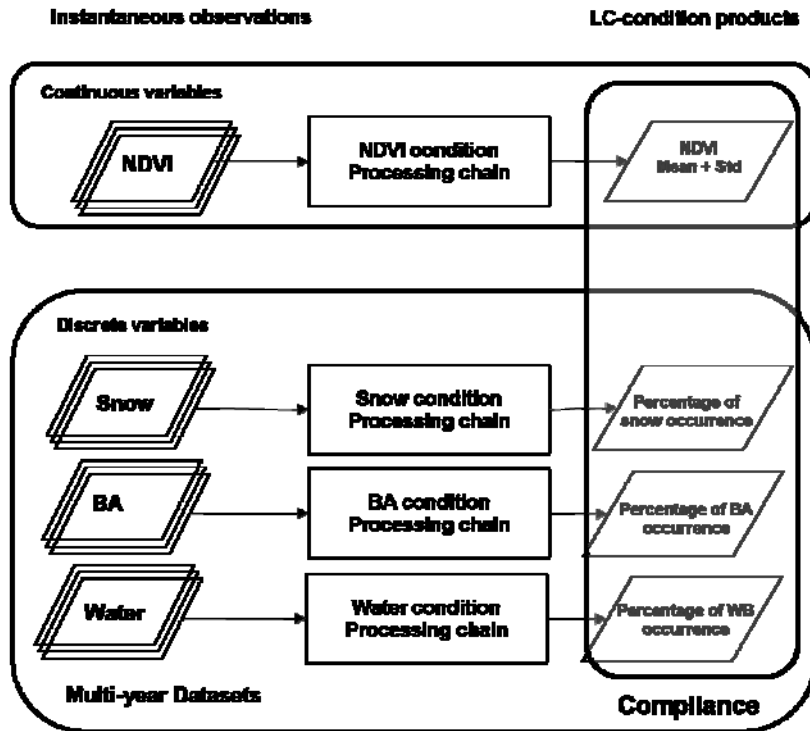 Instantaneous observations
LC-condition products
Continuous variables
NDVI
NDVI condition
Processing chain
NDVI
Mean + Std
Discrete variables
Snow
Snow condition
Processing chain
Percentage of
snow occurrence
BA
BA condition
Processing chain
Percentage of BA
occurrence
Water
Water condition
Processing chain
Percentage of WB
occurrence
Multi-year Datasets
Compliance